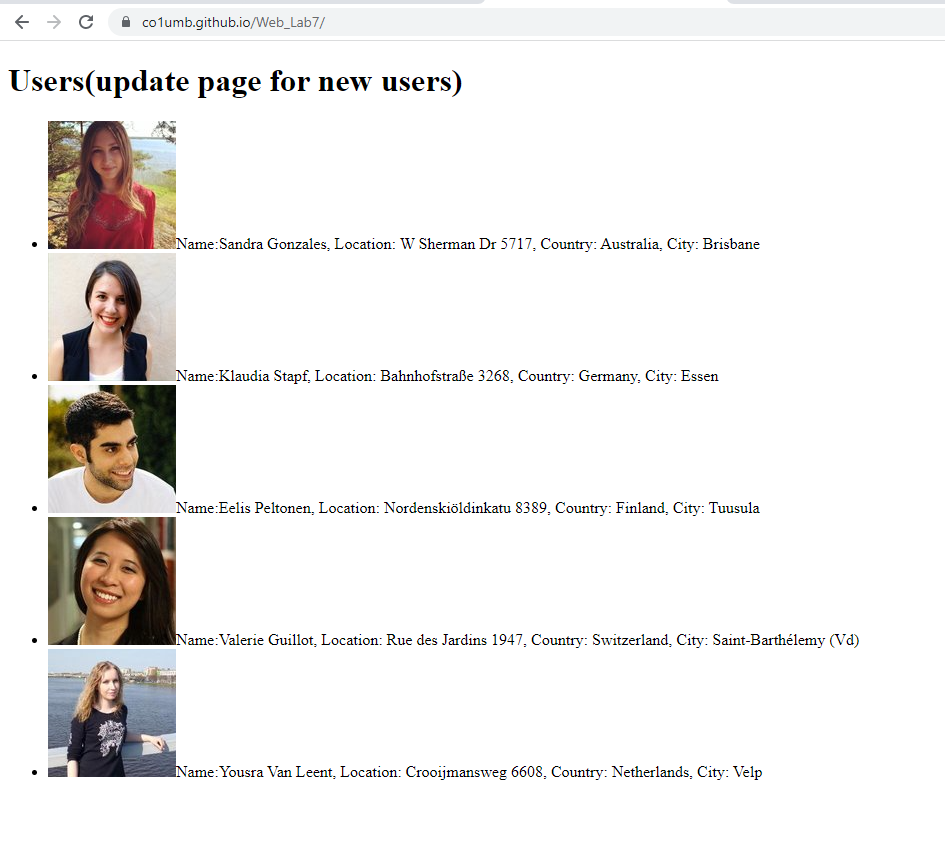 co1umb.github.io/Web_Lab7/
Users(update page for new users)
Name:Sandra Gonzales, Location: W Sherman Dr 5717, Country: Australia, City: Brisbane
Name:Klaudia Stapf, Location: Bahnhofstraße 3268, Country: Germany, City: Essen
Name:Eelis Peltonen, Location: Nordenskiöldinkatu 8389, Country: Finland, City: Tuusula
Name:Valerie Guillot, Location: Rue des Jardins 1947, Country: Switzerland, City: Saint-Barthélemy (Vd)
Name:Yousra Van Leent, Location: Crooijmansweg 6608, Country: Netherlands, City: Velp